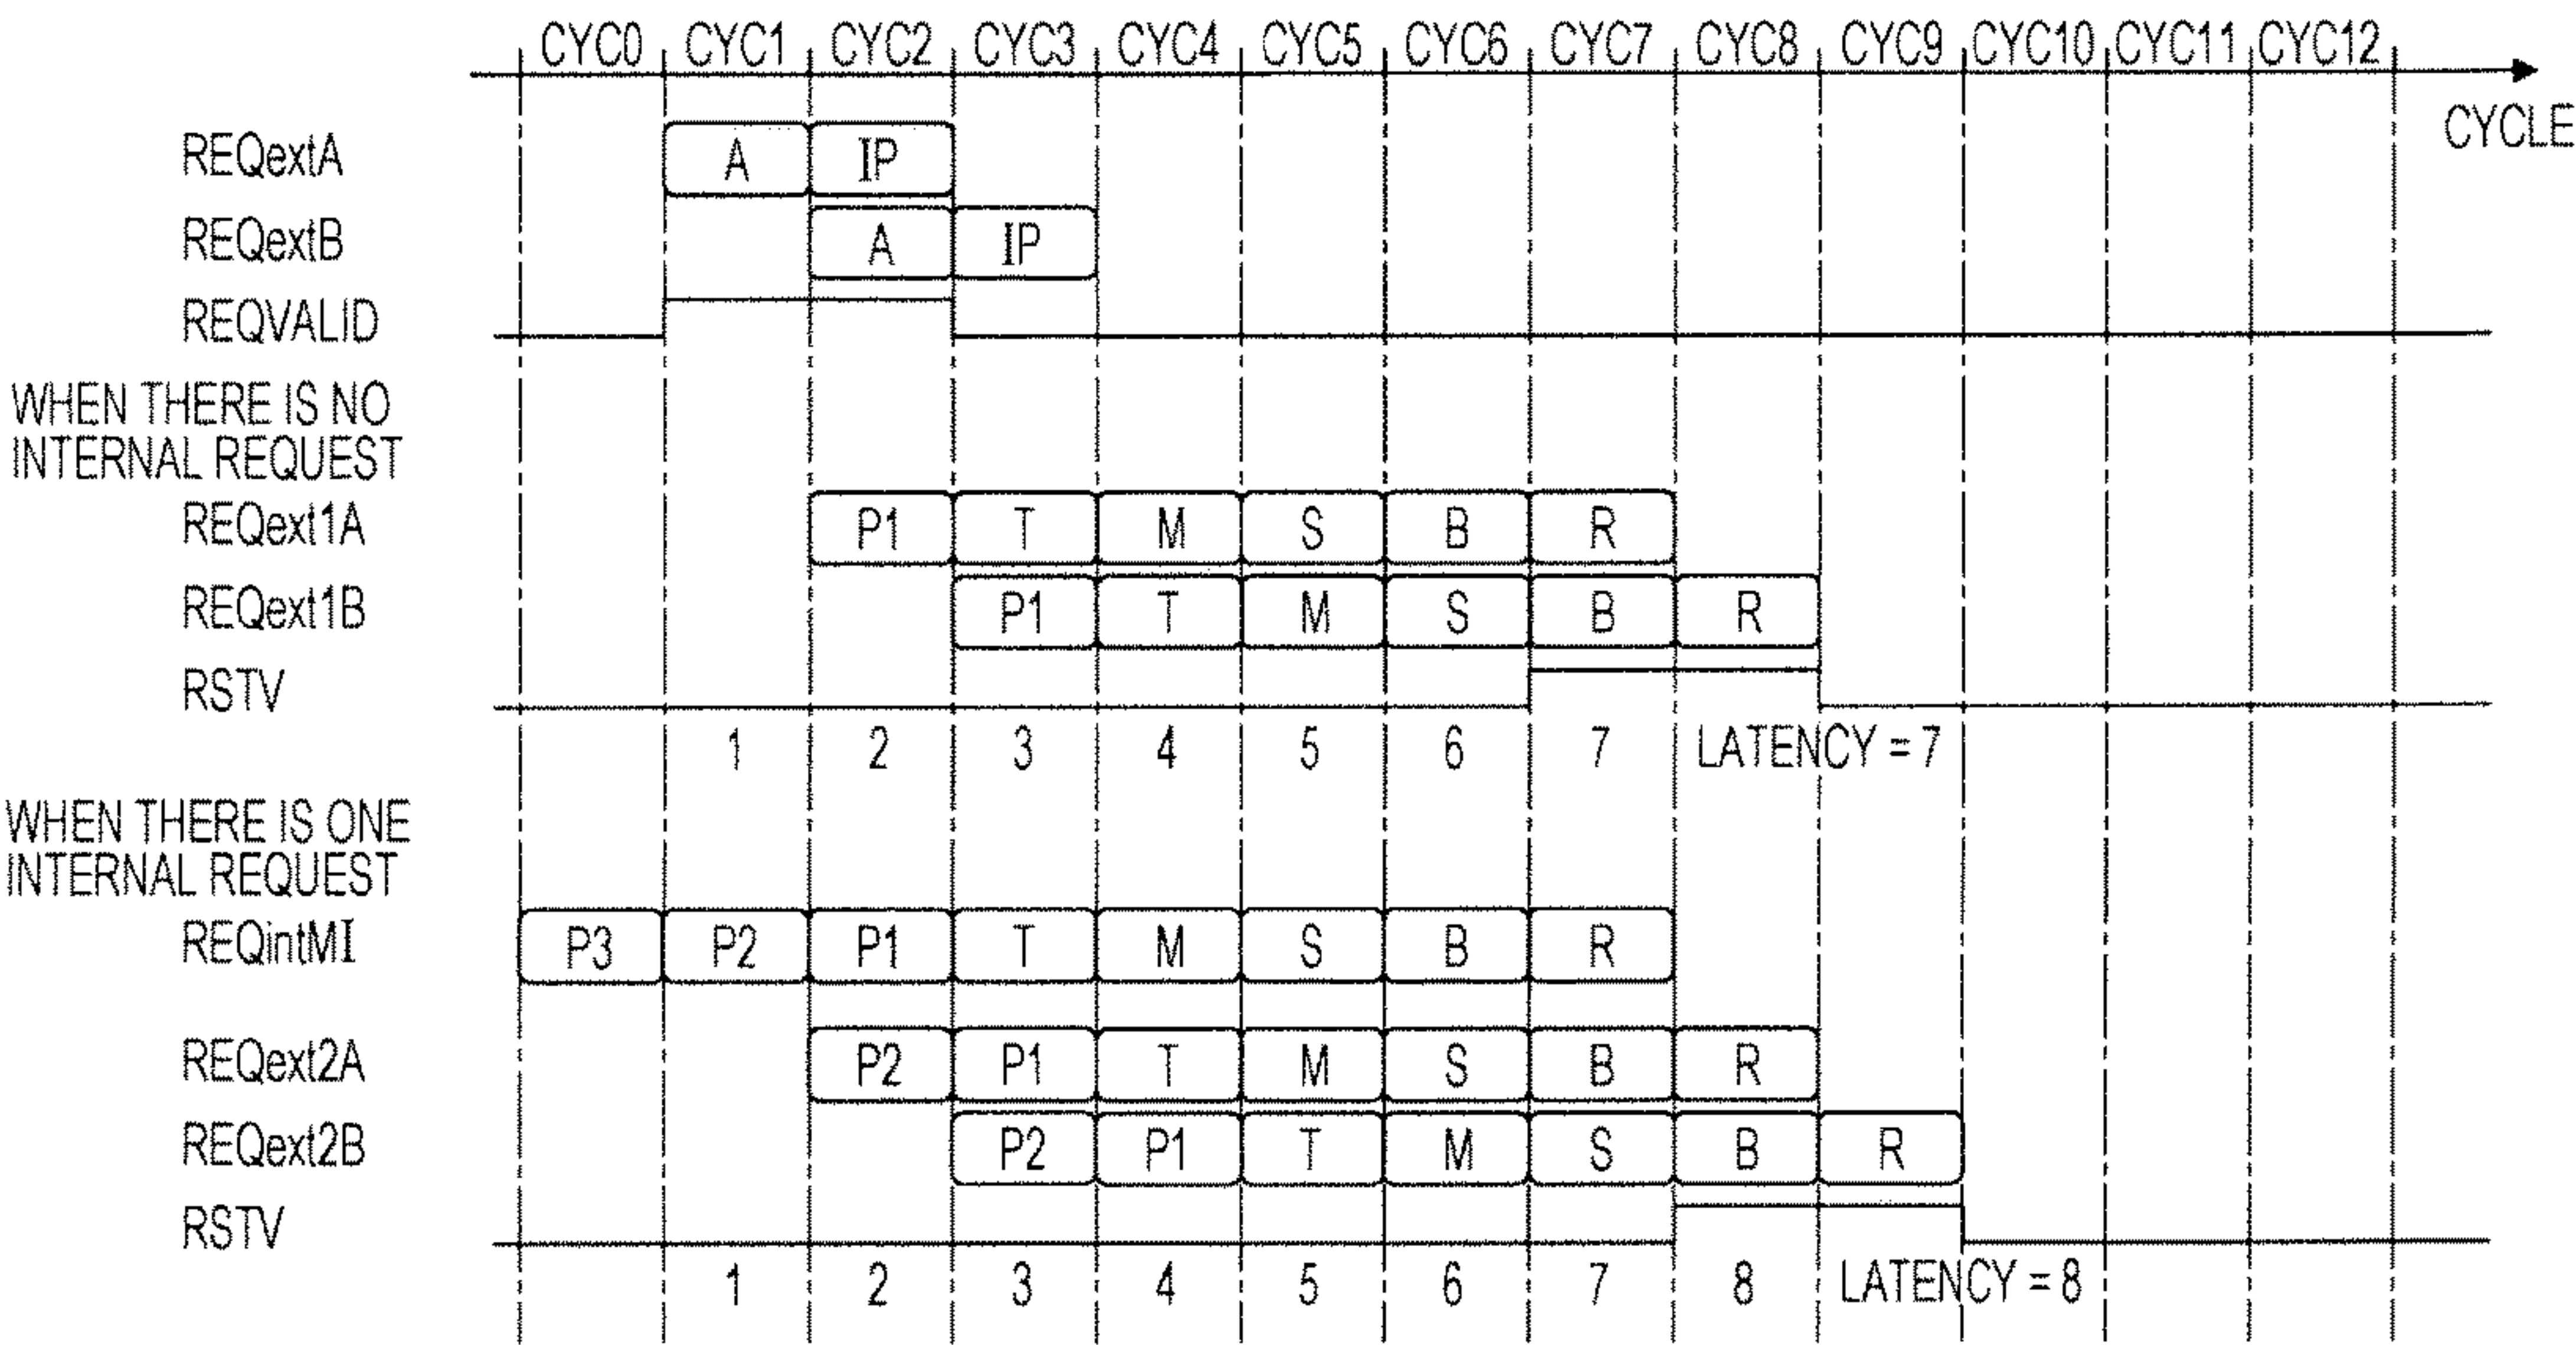 CYC0 CYC1 CYC2 CYC3 CYC4 CYC5 CYC6 CYC7 CYC8 CYC9 CYC10 CYC11 CYC12
CYCLE
REQextA A IP
REQextB A IP
REQVALID
WHEN THERE IS NO
INTERNAL REQUEST
REQext1A P1 T M S B R
REQext1B P1 T M S B R
RSTV
1 2 3 4 5 6 7 LATENCY = 7
WHEN THERE IS ONE
INTERNAL REQUEST
REQintMI P3 P2 P1 T M S B R
REQext2A P2 P1 T M S B R
REQext2B P2 P1 T M S B R
RSTV
1 2 3 4 5 6 7 8 LATENCY = 8